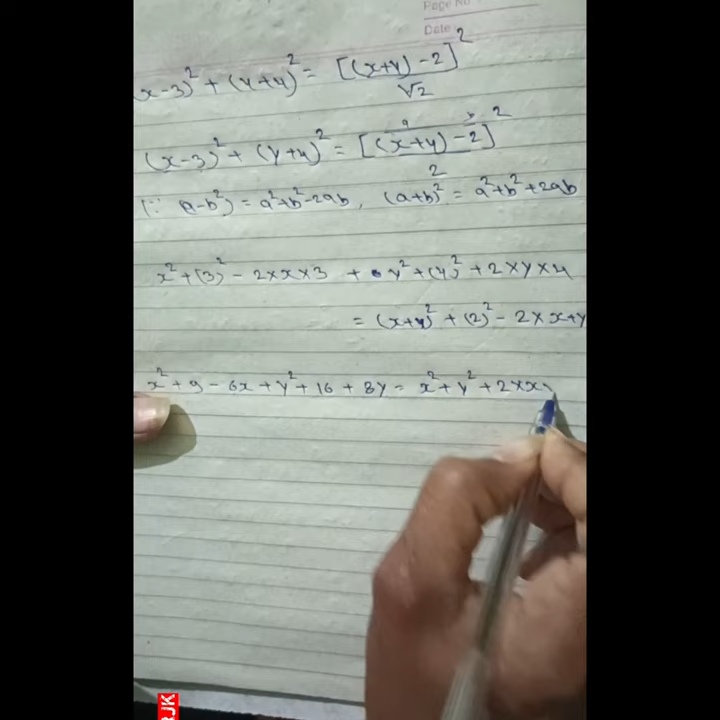 Page No
Date
x-3)² + (y+4)² = [(x+y) -2]²
√2
(x-3)² + (y+4)² = [(x+y) - 2]²
2
∵ (a-b²) = a²+b²-2ab, (a+b)² = a²+b²+2ab
x² + (3)² - 2×x×3 + y² + (4)² + 2×y×4
= (x+y)² + (2)² - 2×x+y
x² + 9 - 6x + y² + 16 + 8y = x² + y² + 2×x
RJK